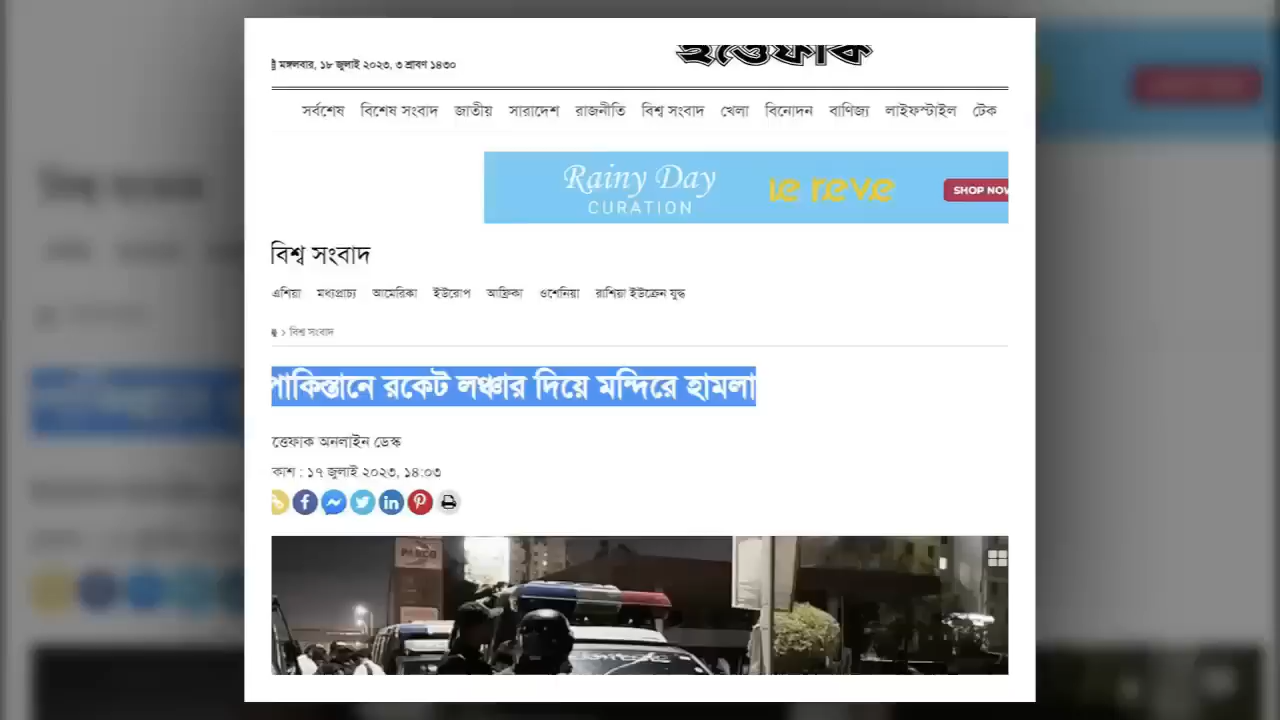 মঙ্গলবার, ১৮ জুলাই ২০২৩, ৩ শ্রাবণ ১৪৩০
ইত্তেফাক
সর্বশেষ বিশেষ সংবাদ জাতীয় সারাদেশ রাজনীতি বিশ্ব সংবাদ খেলা বিনোদন বাণিজ্য লাইফস্টাইল টেক
Rainy Day
CURATION
le reve
SHOP NOW
বিশ্ব সংবাদ
এশিয়া মধ্যপ্রাচ্য আমেরিকা ইউরোপ আফ্রিকা ওশেনিয়া রাশিয়া ইউক্রেন যুদ্ধ
> বিশ্ব সংবাদ
পাকিস্তানে রকেট লঞ্চার দিয়ে মন্দিরে হামলা
ত্তেফাক অনলাইন ডেস্ক
কাশ : ১৭ জুলাই ২০২৩, ১৪:০৩